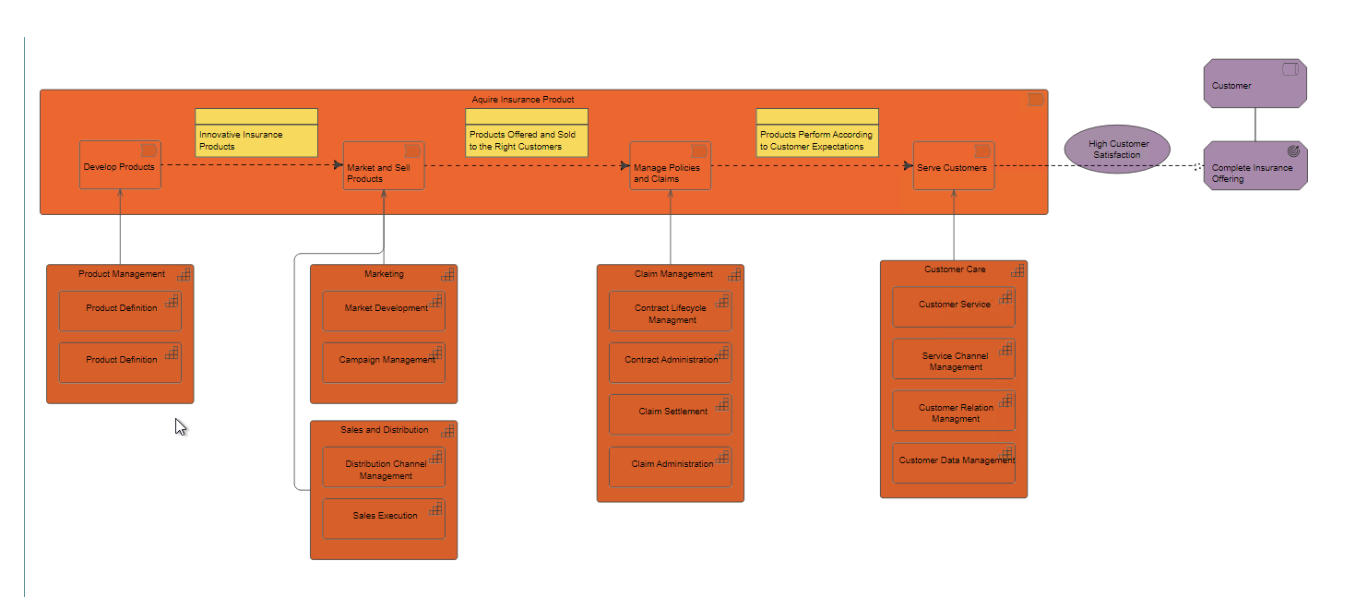 Customer
Aquire Insurance Product
Innovative Insurance
Products
Products Offered and Sold
to the Right Customers
Products Perform According
to Customer Expectations
High Customer
Satisfaction
Develop Products
Market and Sell
Products
Manage Policies
and Claims
Serve Customers
Complete Insurance
Offering
Product Management
Product Definition
Product Definition
Marketing
Market Development
Campaign Management
Sales and Distribution
Distribution Channel
Management
Sales Execution
Claim Management
Contract Lifecycle
Managment
Contract Administration
Claim Settlement
Claim Administration
Customer Care
Customer Service
Service Channel
Management
Customer Relation
Managment
Customer Data Management